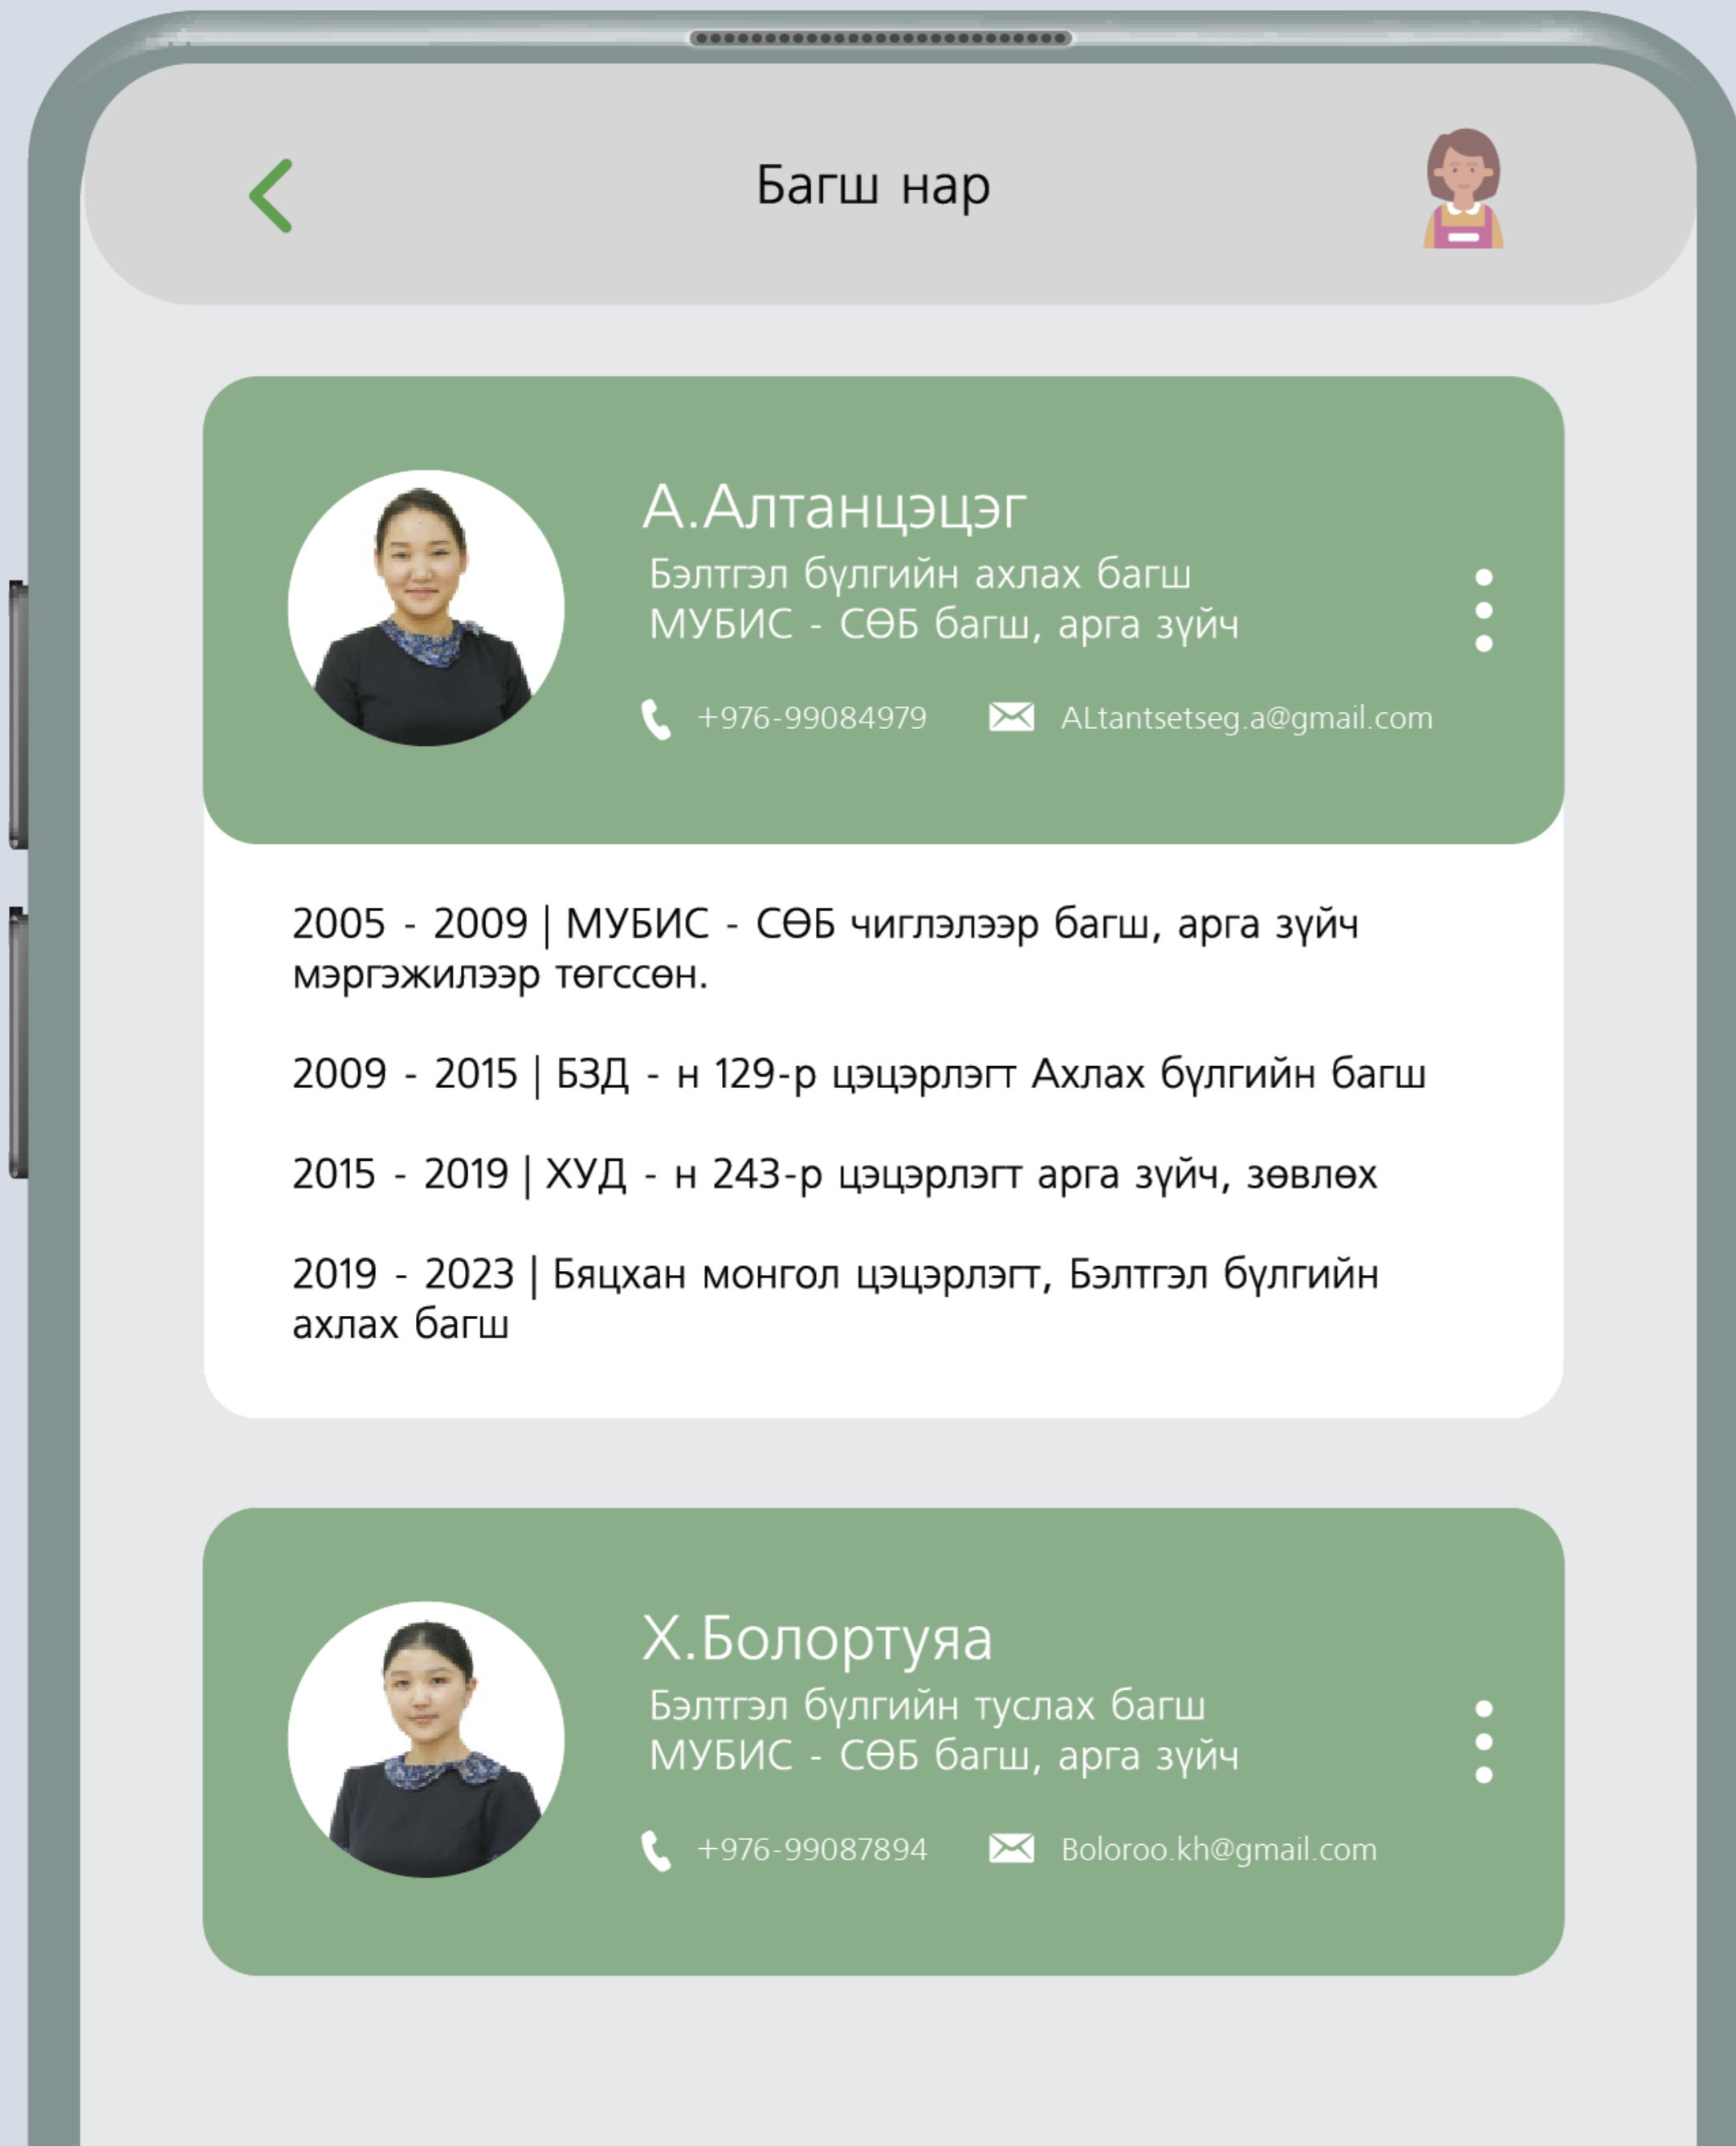 Багш нар
А.Алтанцэцэг
Бэлтгэл бүлгийн ахлах багш
МУБИС - СӨБ багш, арга зүйч
+976-99084979 ALtantsetseg.a@gmail.com
2005 - 2009 | МУБИС - СӨБ чиглэлээр багш, арга зүйч
мэргэжилээр төгссөн.
2009 - 2015 | БЗД - н 129-р цэцэрлэгт Ахлах бүлгийн багш
2015 - 2019 | ХУД - н 243-р цэцэрлэгт арга зүйч, зөвлөх
2019 - 2023 | Бяцхан монгол цэцэрлэгт, Бэлтгэл бүлгийн
ахлах багш
Х.Болортуяа
Бэлтгэл бүлгийн туслах багш
МУБИС - СӨБ багш, арга зүйч
+976-99087894 Boloroo.kh@gmail.com